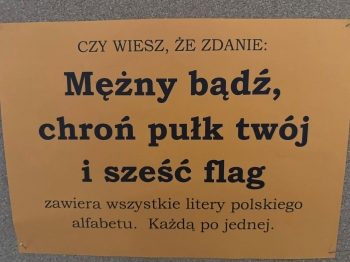 CZY WIESZ, ŻE ZDANIE:
Mężny bądź,
chroń pułk twój
i sześć flag
zawiera wszystkie litery polskiego
alfabetu. Każdą po jednej.